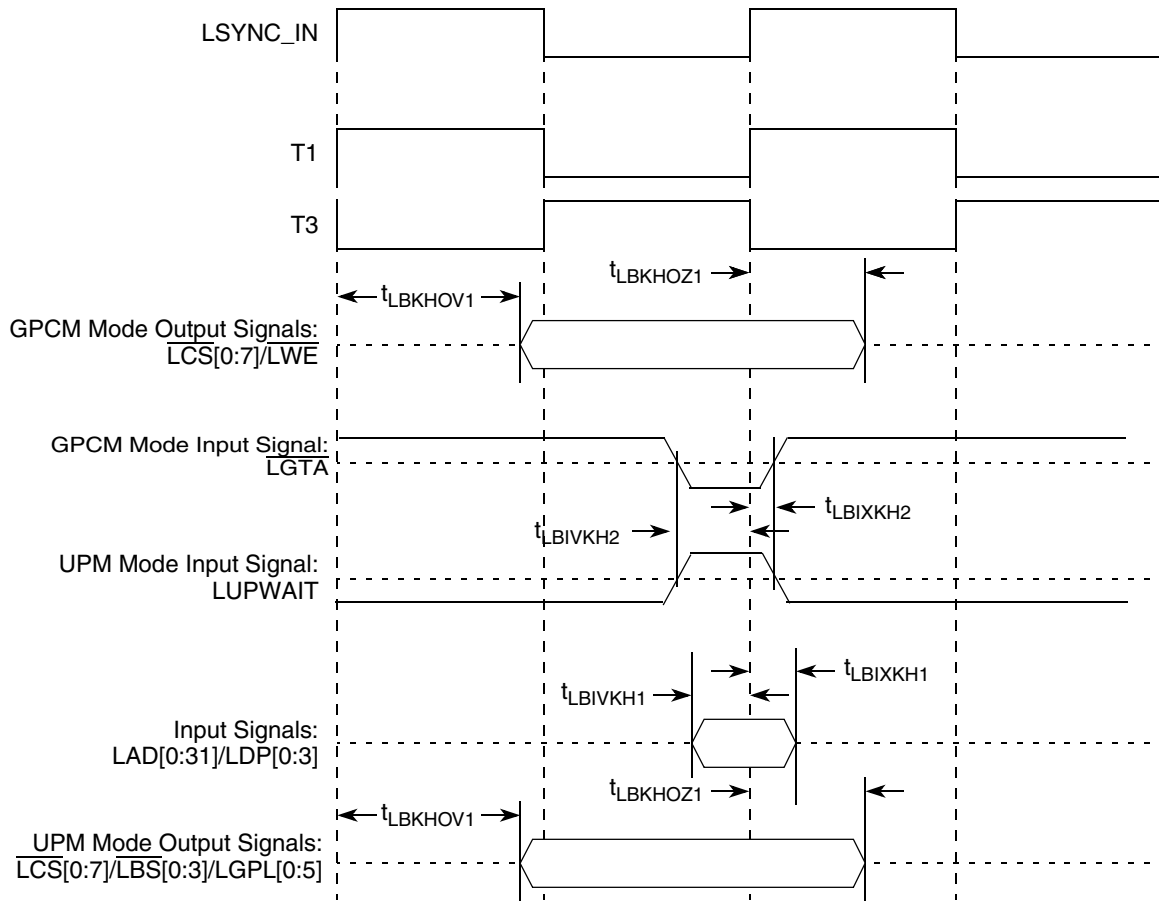 LSYNC_IN
T1
T3
tLBKHOZ1
tLBKHOV1
GPCM Mode Output Signals:
LCS[0:7]/LWE
GPCM Mode Input Signal:
LGTA
tLBIXKH2
tLBIVKH2
UPM Mode Input Signal:
LUPWAIT
tLBIXKH1
tLBIVKH1
Input Signals:
LAD[0:31]/LDP[0:3]
tLBKHOZ1
tLBKHOV1
UPM Mode Output Signals:
LCS[0:7]/LBS[0:3]/LGPL[0:5]